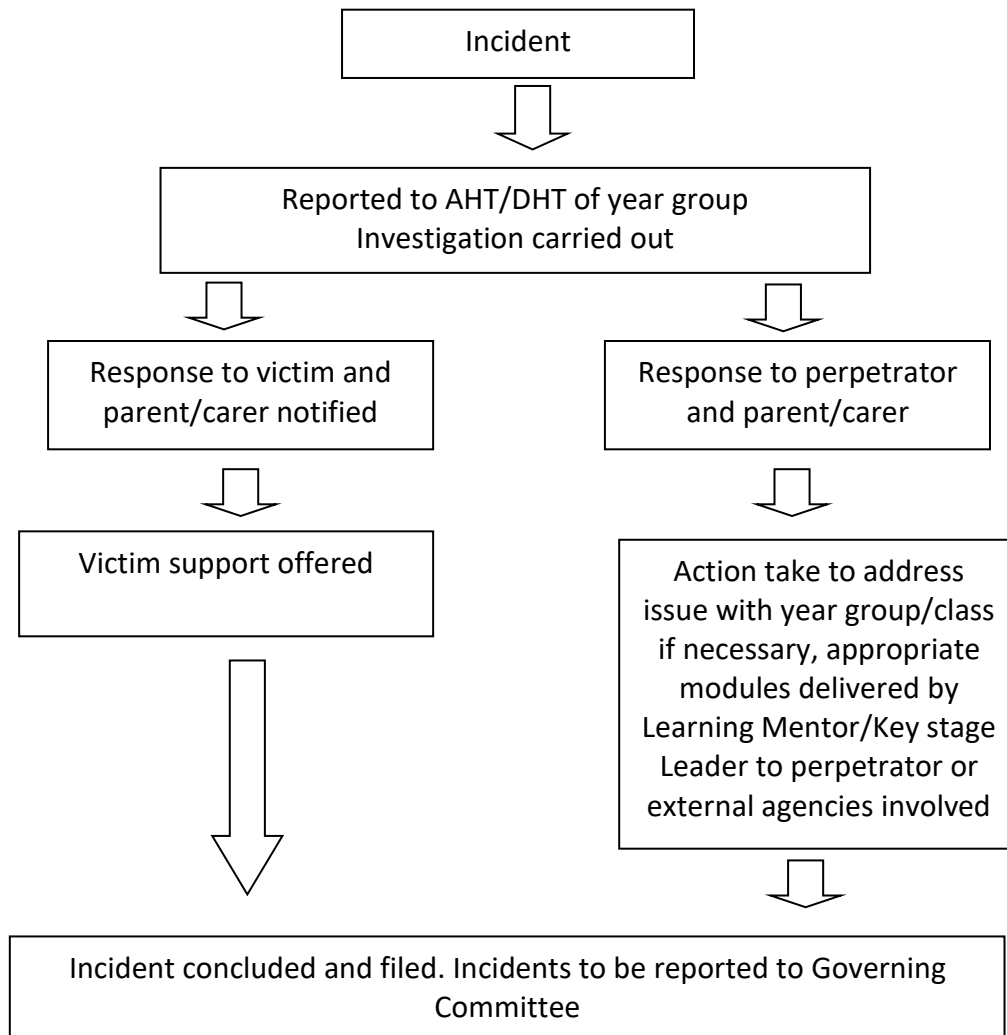 Incident
Reported to AHT/DHT of year group
Investigation carried out
Response to victim and
parent/carer notified
Response to perpetrator
and parent/carer
Victim support offered
Action take to address
issue with year group/class
if necessary, appropriate
modules delivered by
Learning Mentor/Key stage
Leader to perpetrator or
external agencies involved
Incident concluded and filed. Incidents to be reported to Governing
Committee